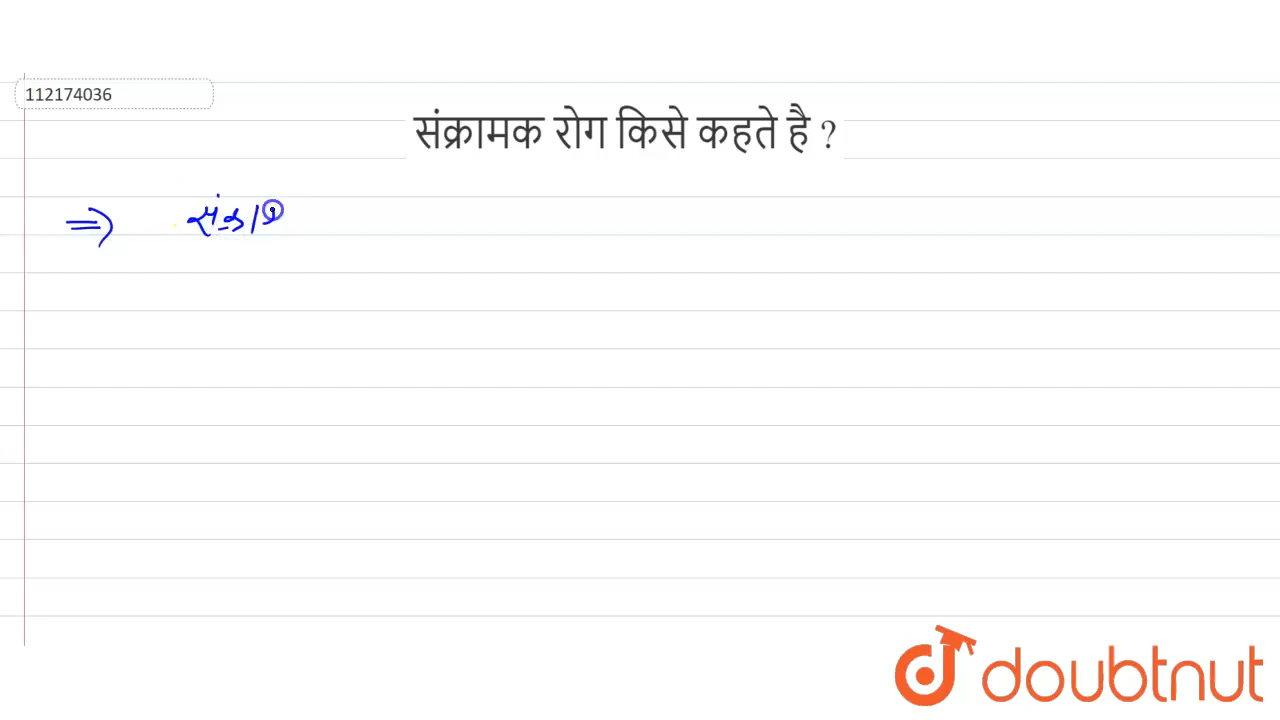 112174036
संक्रामक रोग किसे कहते है ?
doubtnut